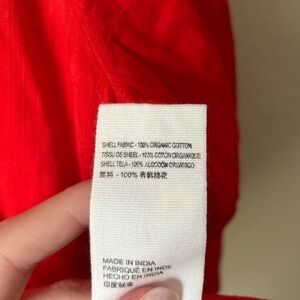 SHELL FABRIC - 100% ORGANIC COTTON
TISSU DE SHEEL - 100% COTON ORGANIQUE
SHELL TELA - 100% ALGODÓN ORGÁNICO
面料 - 100%
MADE IN INDIA
FABRIQUÉ EN INDE
HECHO EN INDIA